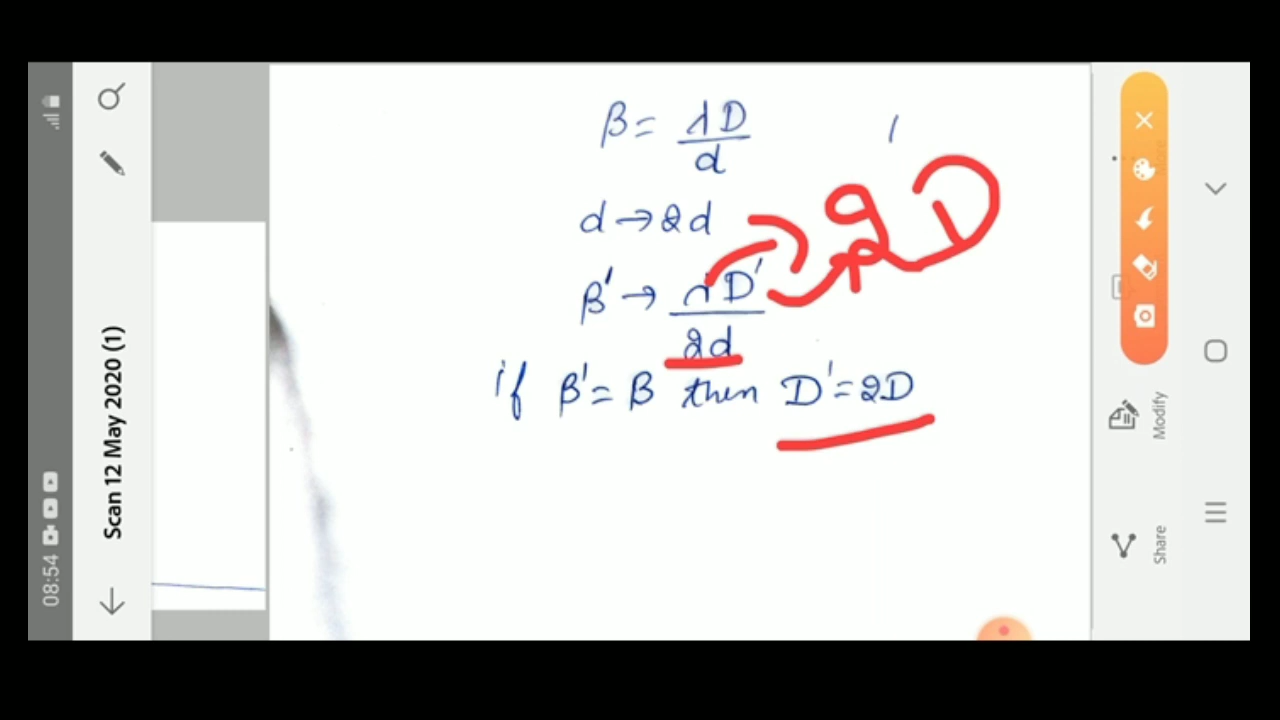 β = λD/d
d → 2d
2D
β' → λD'/2d
if β' = β then D' = 2D
Scan 12 May 2020 (1)
08:54
Modify
Share